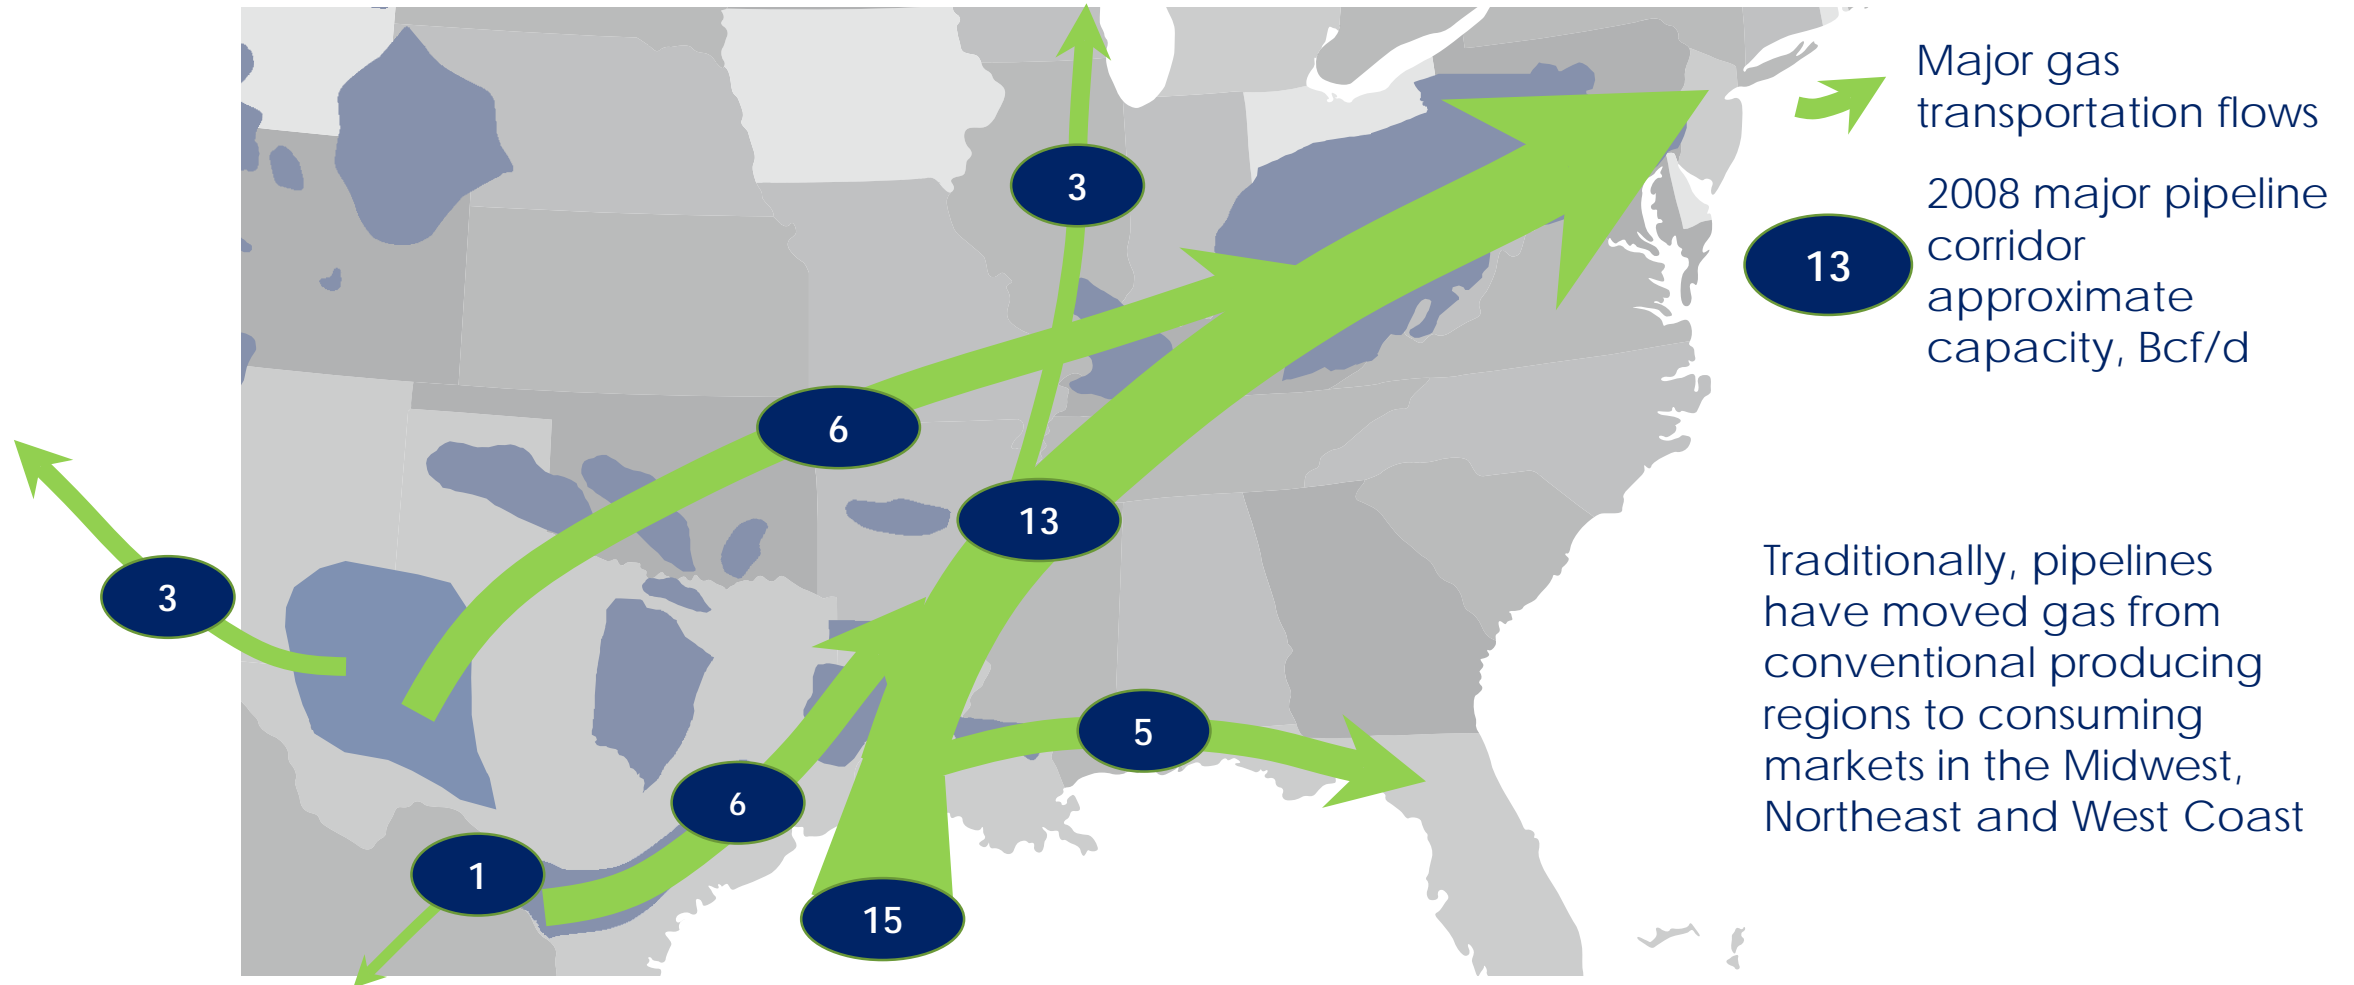 Major gas
transportation flows
13
2008 major pipeline
corridor
approximate
capacity, Bcf/d
Traditionally, pipelines
have moved gas from
conventional producing
regions to consuming
markets in the Midwest,
Northeast and West Coast
3
6
13
3
5
6
1
15